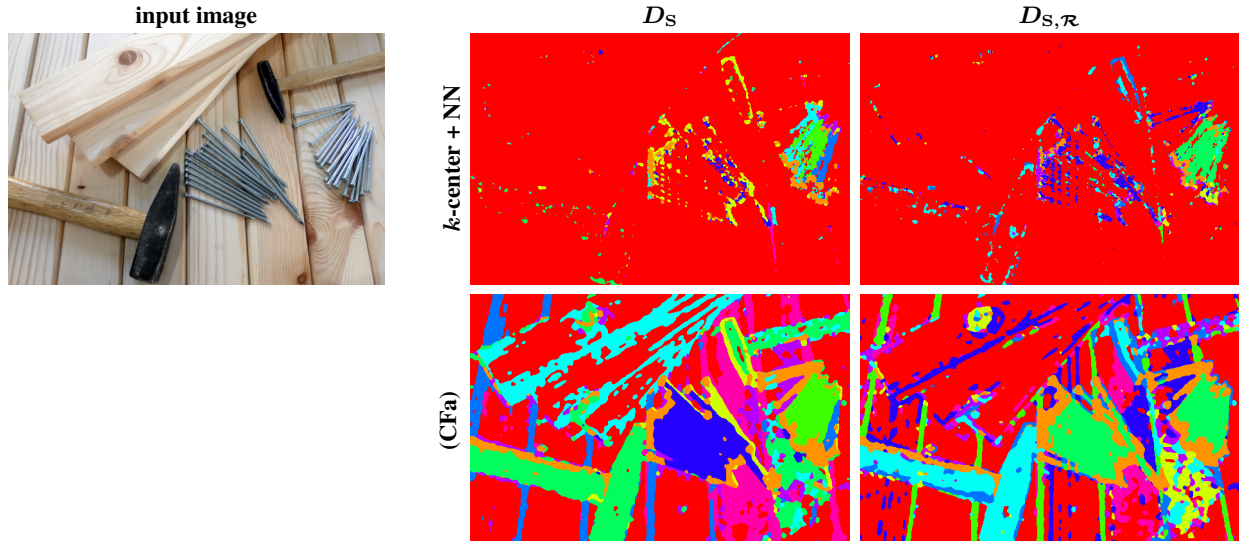 input image
D_S
D_{S,ℛ}
k-center + NN
(CFa)